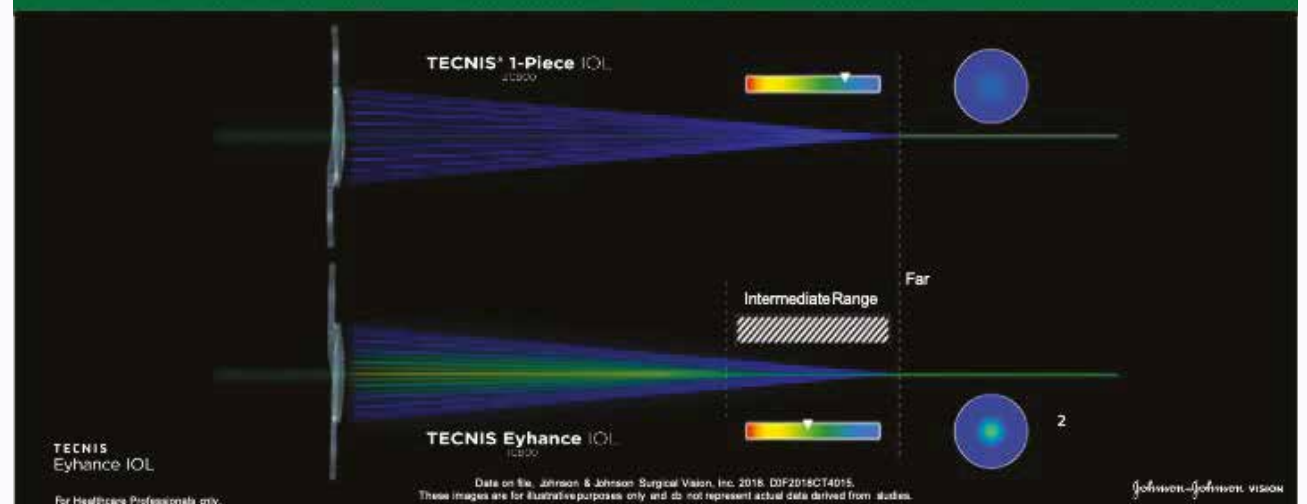 TECNIS® 1-Piece IOL
ZCB00
Far
Intermediate Range
TECNIS Eyhance IOL
ICB00
2
TECNIS
Eyhance IOL
For Healthcare Professionals only.
Data on file, Johnson & Johnson Surgical Vision, Inc. 2018. DOF2018CT4015.
These images are for illustrative purposes only and do not represent actual data derived from studies.
Johnson-Johnson VISION